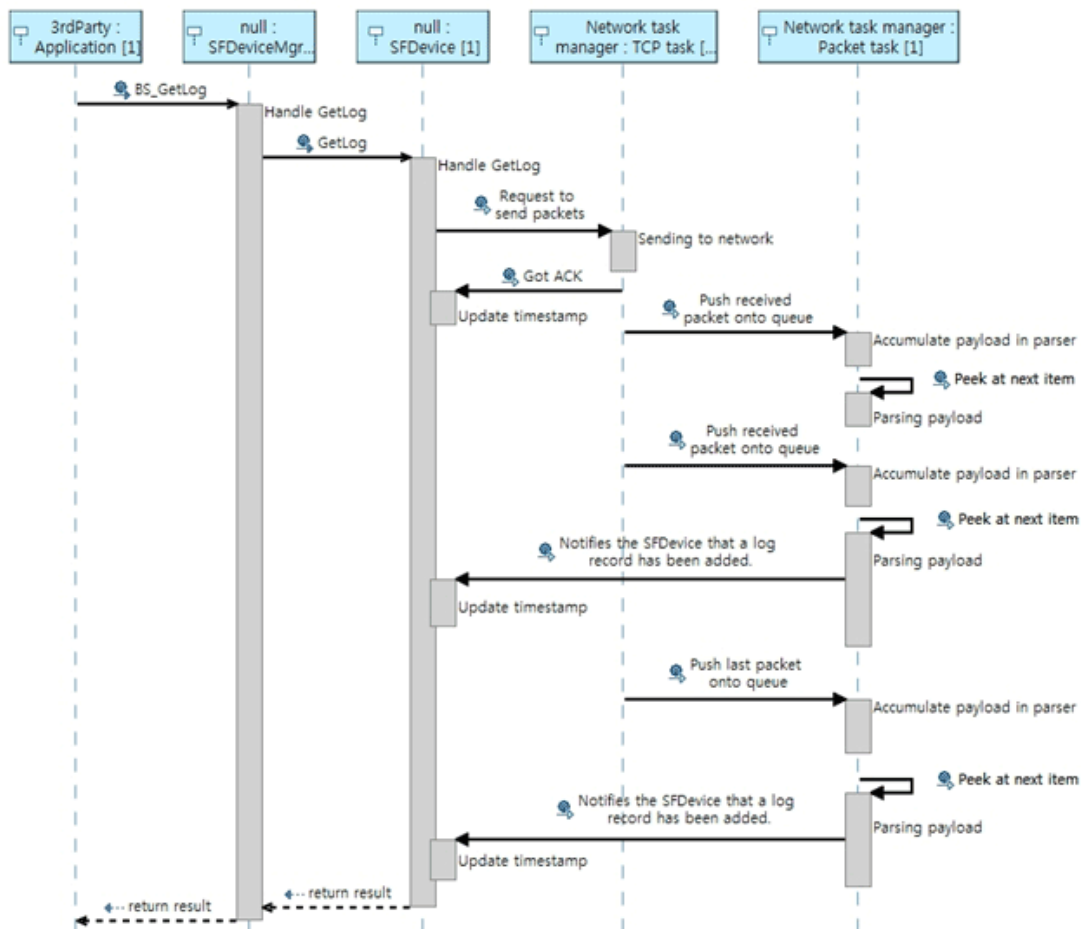 3rdParty :
Application [1]
null :
SFDeviceMgr...
null :
SFDevice [1]
Network task
manager : TCP task [...
Network task manager :
Packet task [1]
BS_GetLog
Handle GetLog
GetLog
Handle GetLog
Request to
send packets
Sending to network
Got ACK
Update timestamp
Push received
packet onto queue
Accumulate payload in parser
Peek at next item
Parsing payload
Push received
packet onto queue
Accumulate payload in parser
Peek at next item
Notifies the SFDevice that a log
record has been added.
Parsing payload
Update timestamp
Push last packet
onto queue
Accumulate payload in parser
Peek at next item
Notifies the SFDevice that a log
record has been added.
Parsing payload
Update timestamp
return result
return result